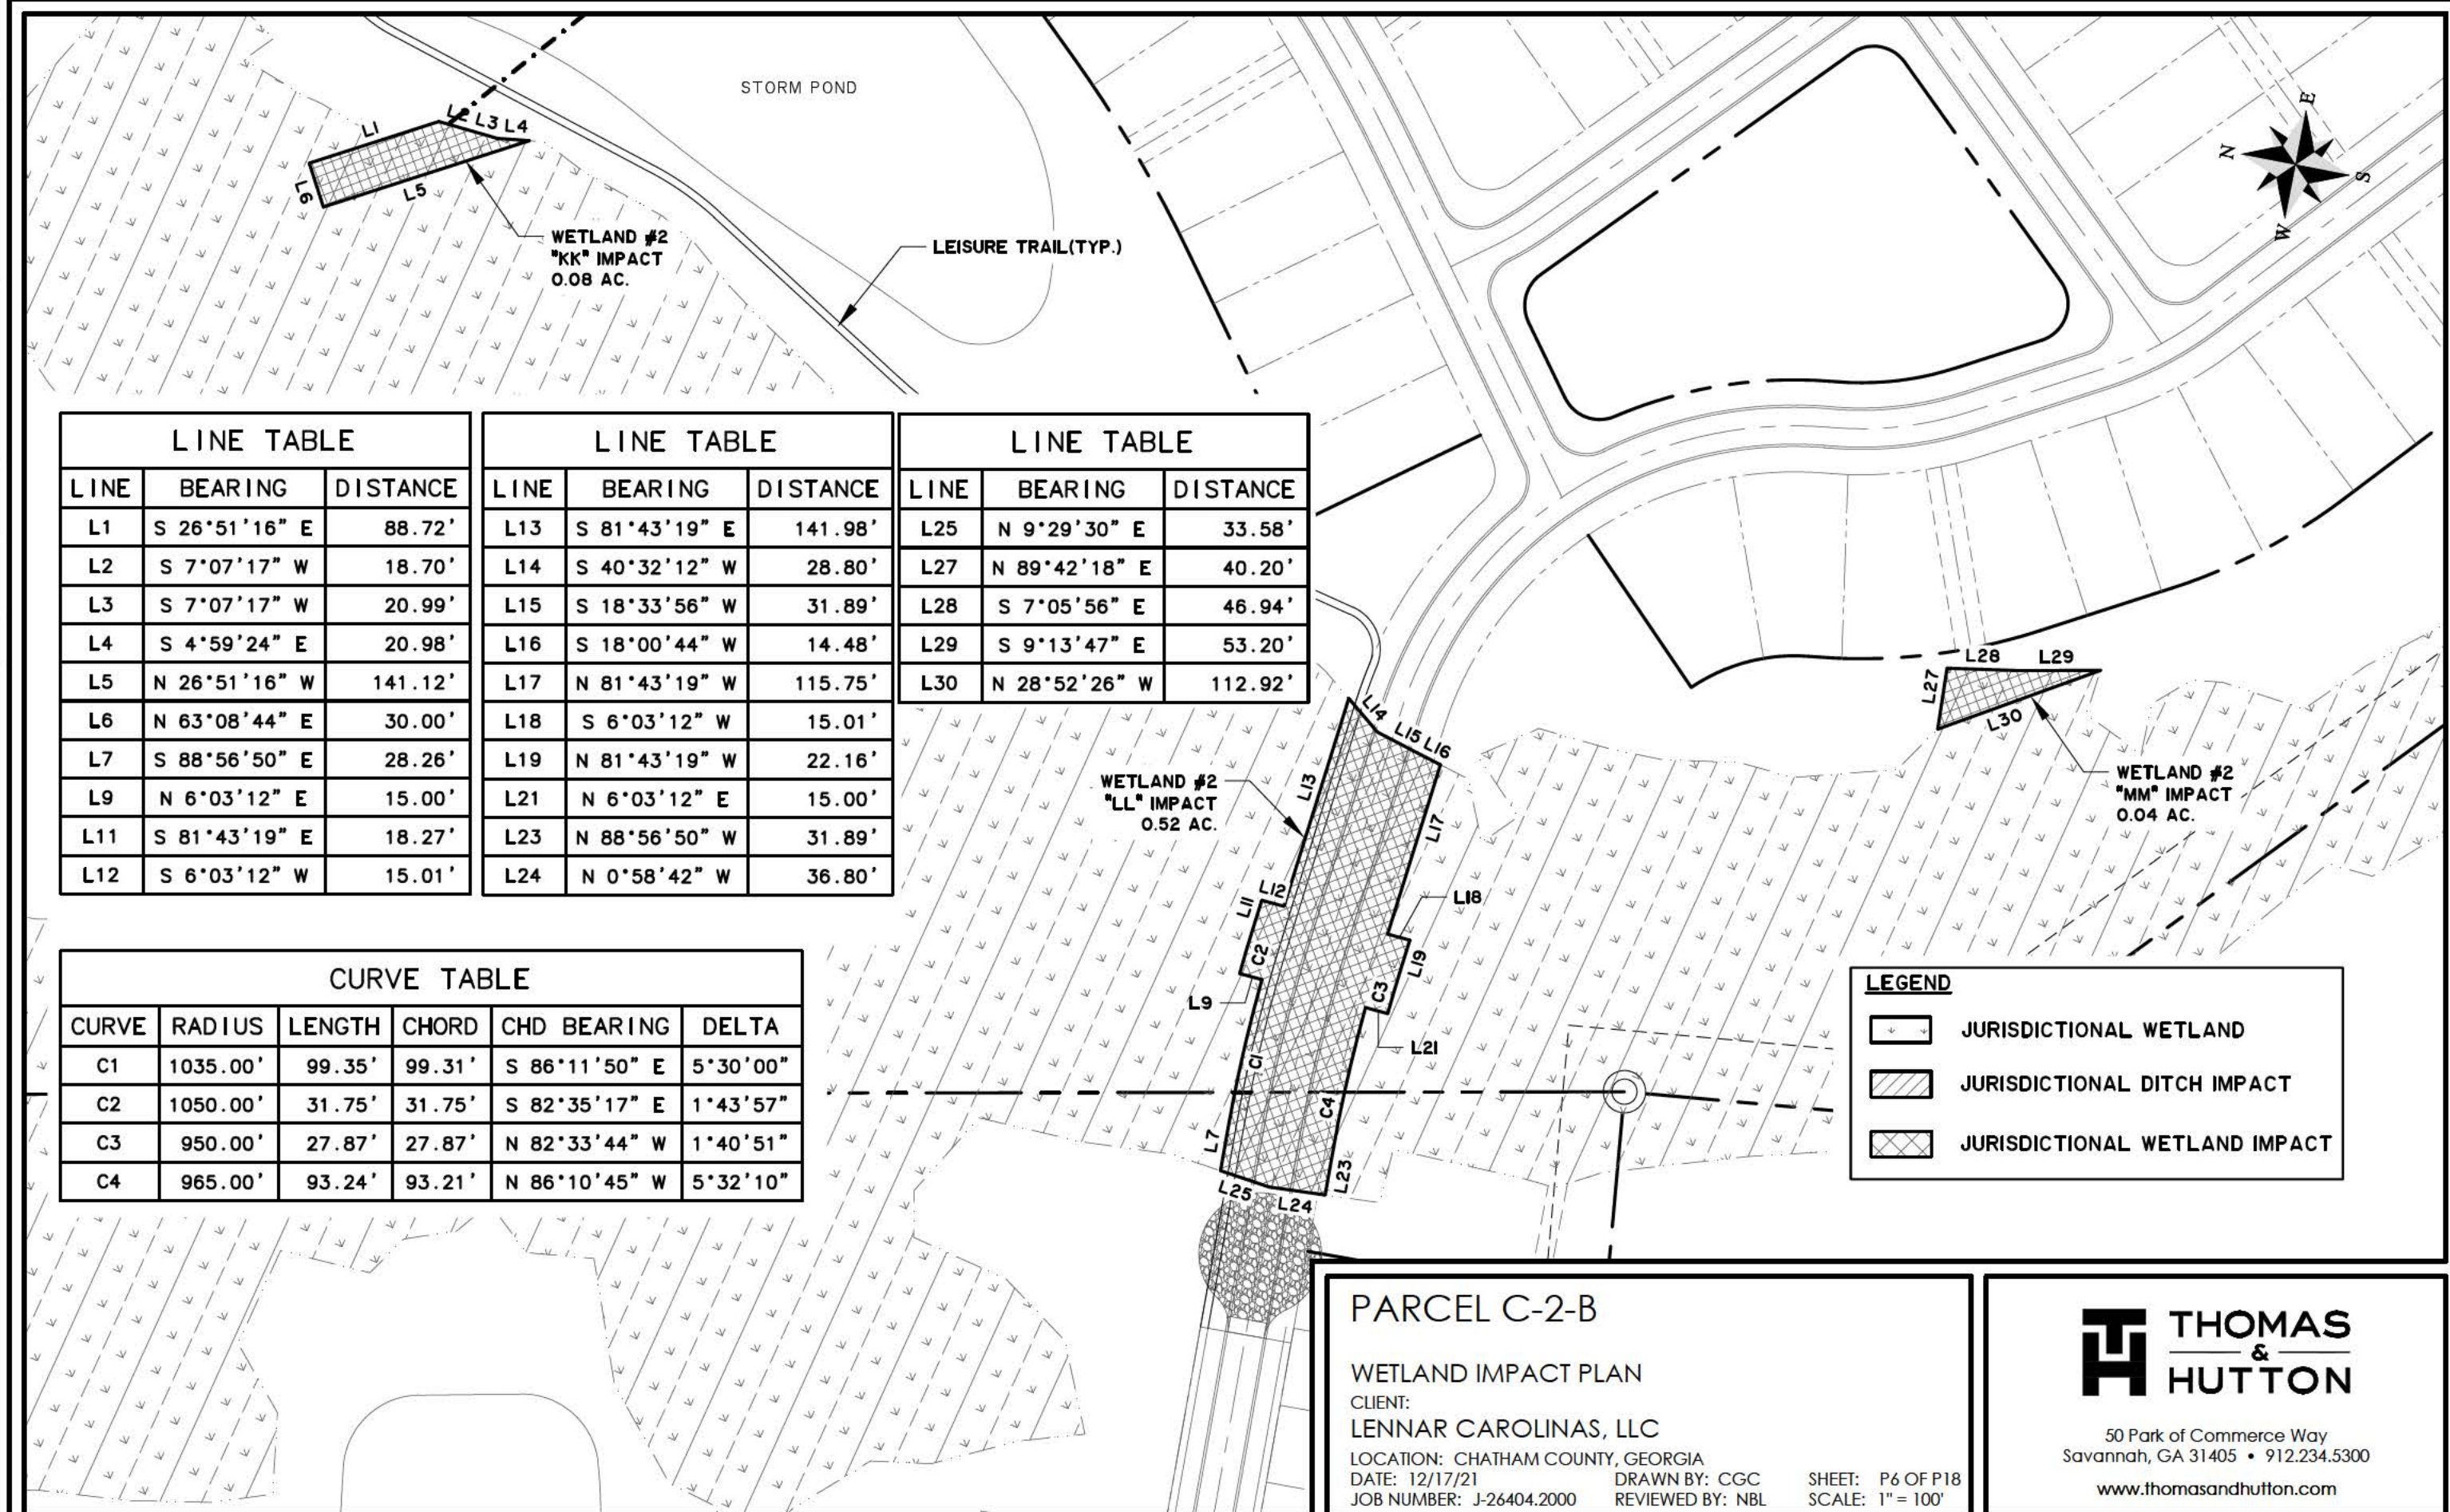 STORM POND
E
N
S
W
L1
L2
L3
L4
L5
L6
WETLAND #2
"KK" IMPACT
0.08 AC.
LEISURE TRAIL(TYP.)
LINE TABLE
LINE BEARING DISTANCE
L1 S 26°51'16" E 88.72'
L2 S 7°07'17" W 18.70'
L3 S 7°07'17" W 20.99'
L4 S 4°59'24" E 20.98'
L5 N 26°51'16" W 141.12'
L6 N 63°08'44" E 30.00'
L7 S 88°56'50" E 28.26'
L9 N 6°03'12" E 15.00'
L11 S 81°43'19" E 18.27'
L12 S 6°03'12" W 15.01'
LINE TABLE
LINE BEARING DISTANCE
L13 S 81°43'19" E 141.98'
L14 S 40°32'12" W 28.80'
L15 S 18°33'56" W 31.89'
L16 S 18°00'44" W 14.48'
L17 N 81°43'19" W 115.75'
L18 S 6°03'12" W 15.01'
L19 N 81°43'19" W 22.16'
L21 N 6°03'12" E 15.00'
L23 N 88°56'50" W 31.89'
L24 N 0°58'42" W 36.80'
LINE TABLE
LINE BEARING DISTANCE
L25 N 9°29'30" E 33.58'
L27 N 89°42'18" E 40.20'
L28 S 7°05'56" E 46.94'
L29 S 9°13'47" E 53.20'
L30 N 28°52'26" W 112.92'
L28
L29
L27
L30
WETLAND #2
"MM" IMPACT
0.04 AC.
L14
L15
L16
L13
L17
WETLAND #2
"LL" IMPACT
0.52 AC.
L12
L11
L18
C2
L19
L9
C3
L21
C1
C4
L7
L23
L25
L24
CURVE TABLE
CURVE RADIUS LENGTH CHORD CHD BEARING DELTA
C1 1035.00' 99.35' 99.31' S 86°11'50" E 5°30'00"
C2 1050.00' 31.75' 31.75' S 82°35'17" E 1°43'57"
C3 950.00' 27.87' 27.87' N 82°33'44" W 1°40'51"
C4 965.00' 93.24' 93.21' N 86°10'45" W 5°32'10"
LEGEND
JURISDICTIONAL WETLAND
JURISDICTIONAL DITCH IMPACT
JURISDICTIONAL WETLAND IMPACT
PARCEL C-2-B
WETLAND IMPACT PLAN
CLIENT:
LENNAR CAROLINAS, LLC
LOCATION: CHATHAM COUNTY, GEORGIA
DATE: 12/17/21 DRAWN BY: CGC SHEET: P6 OF P18
JOB NUMBER: J-26404.2000 REVIEWED BY: NBL SCALE: 1" = 100'
THOMAS
&
HUTTON
50 Park of Commerce Way
Savannah, GA 31405 • 912.234.5300
www.thomasandhutton.com